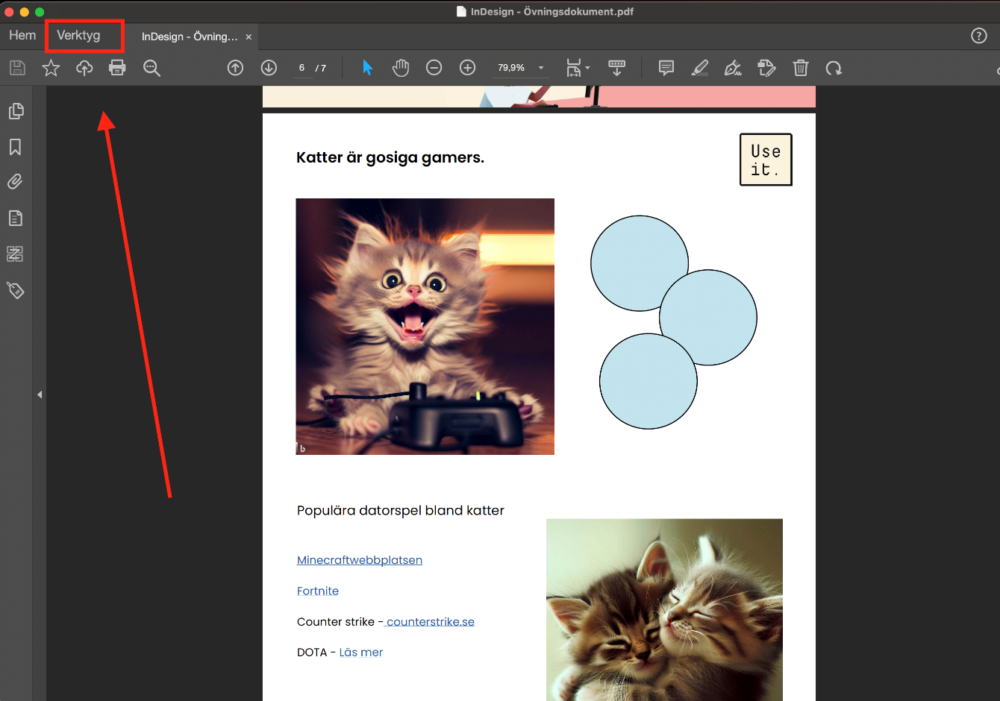 InDesign - Övningsdokument.pdf
Hem
Verktyg
InDesign - Övning... ×
6 / 7
79,9%
Katter är gosiga gamers.
Use
it.
b
Populära datorspel bland katter
Minecraftwebbplatsen
Fortnite
Counter strike - counterstrike.se
DOTA - Läs mer